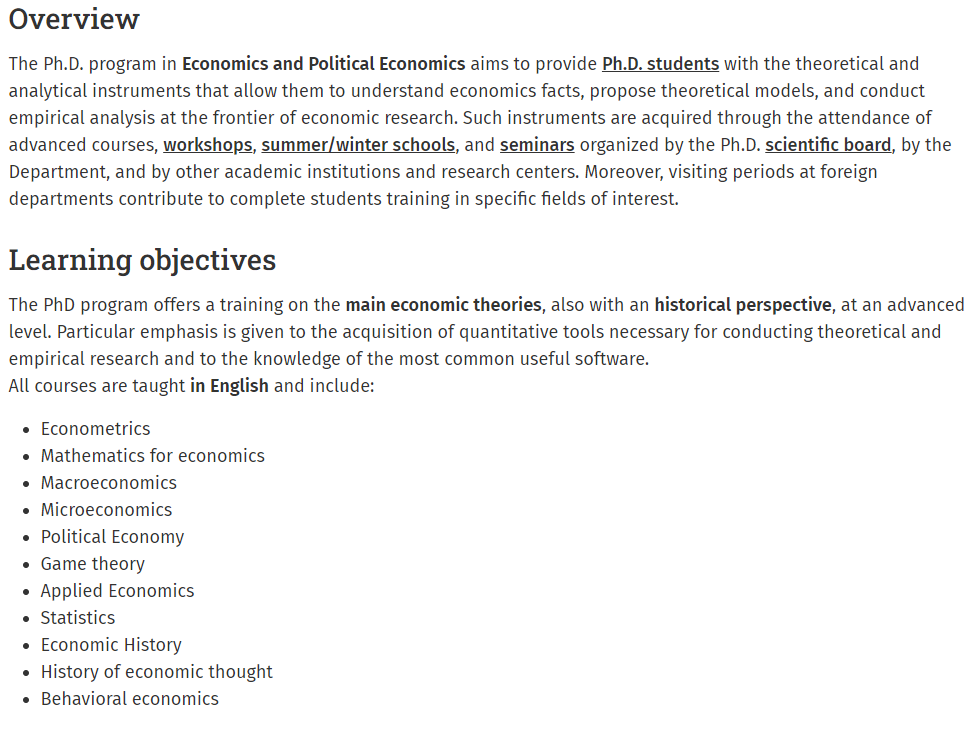 Overview
The Ph.D. program in Economics and Political Economics aims to provide Ph.D. students with the theoretical and
analytical instruments that allow them to understand economics facts, propose theoretical models, and conduct
empirical analysis at the frontier of economic research. Such instruments are acquired through the attendance of
advanced courses, workshops, summer/winter schools, and seminars organized by the Ph.D. scientific board, by the
Department, and by other academic institutions and research centers. Moreover, visiting periods at foreign
departments contribute to complete students training in specific fields of interest.
Learning objectives
The PhD program offers a training on the main economic theories, also with an historical perspective, at an advanced
level. Particular emphasis is given to the acquisition of quantitative tools necessary for conducting theoretical and
empirical research and to the knowledge of the most common useful software.
All courses are taught in English and include:
• Econometrics
• Mathematics for economics
• Macroeconomics
• Microeconomics
• Political Economy
• Game theory
• Applied Economics
• Statistics
• Economic History
• History of economic thought
• Behavioral economics